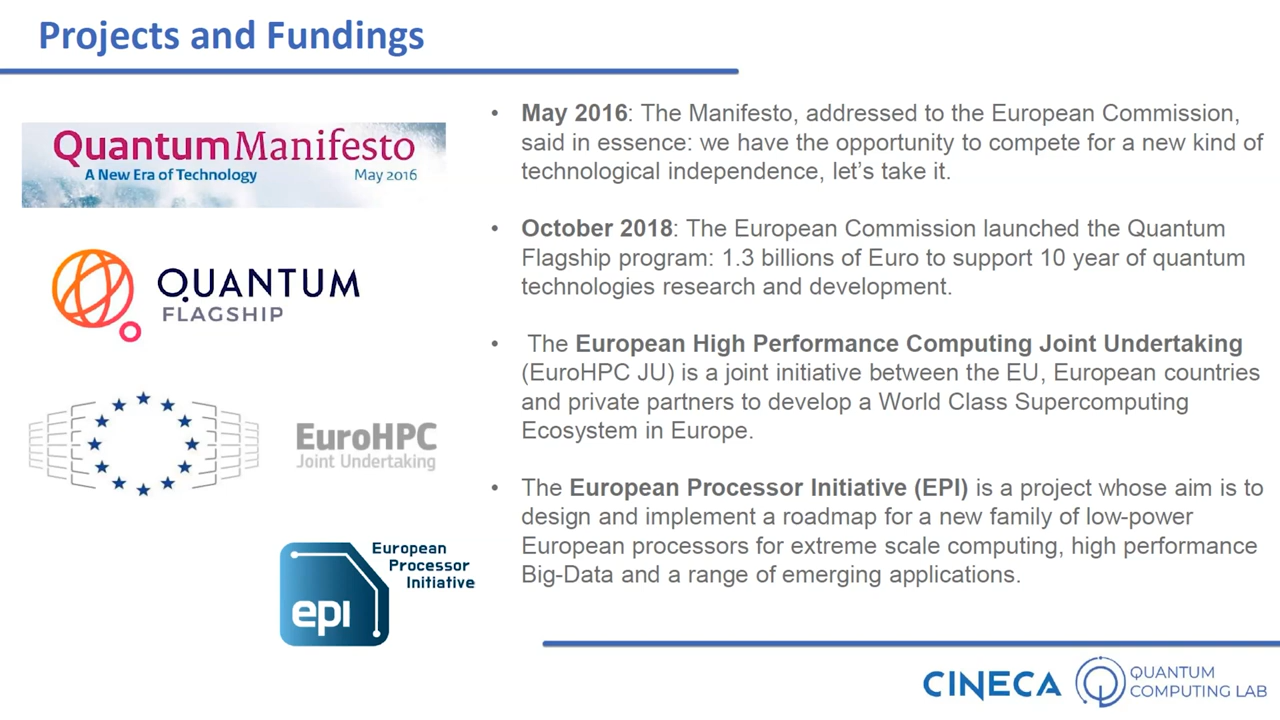 Projects and Fundings
QuantumManifesto
A New Era of Technology
May 2016
• May 2016: The Manifesto, addressed to the European Commission,
said in essence: we have the opportunity to compete for a new kind of
technological independence, let’s take it.
QUANTUM
FLAGSHIP
• October 2018: The European Commission launched the Quantum
Flagship program: 1.3 billions of Euro to support 10 year of quantum
technologies research and development.
EuroHPC
Joint Undertaking
• The European High Performance Computing Joint Undertaking
(EuroHPC JU) is a joint initiative between the EU, European countries
and private partners to develop a World Class Supercomputing
Ecosystem in Europe.
epi
European
Processor
Initiative
• The European Processor Initiative (EPI) is a project whose aim is to
design and implement a roadmap for a new family of low-power
European processors for extreme scale computing, high performance
Big-Data and a range of emerging applications.
CINECA
QUANTUM
COMPUTING LAB